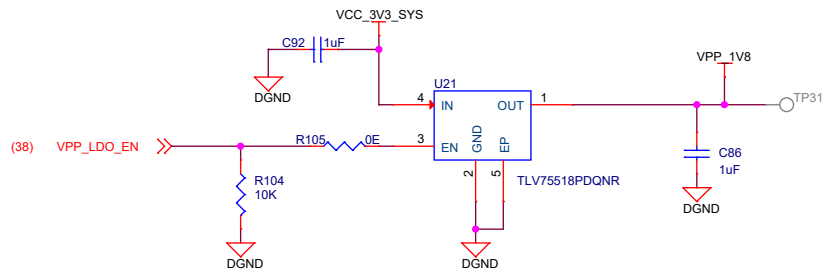 VCC_3V3_SYS
C92 1uF
VPP_1V8
U21
DGND
4 IN OUT 1
TP31
(38) VPP_LDO_EN
R105 0E
3 EN
GND
EP
C86
1uF
2
5
TLV75518PDQNR
R104
10K
DGND
DGND
DGND